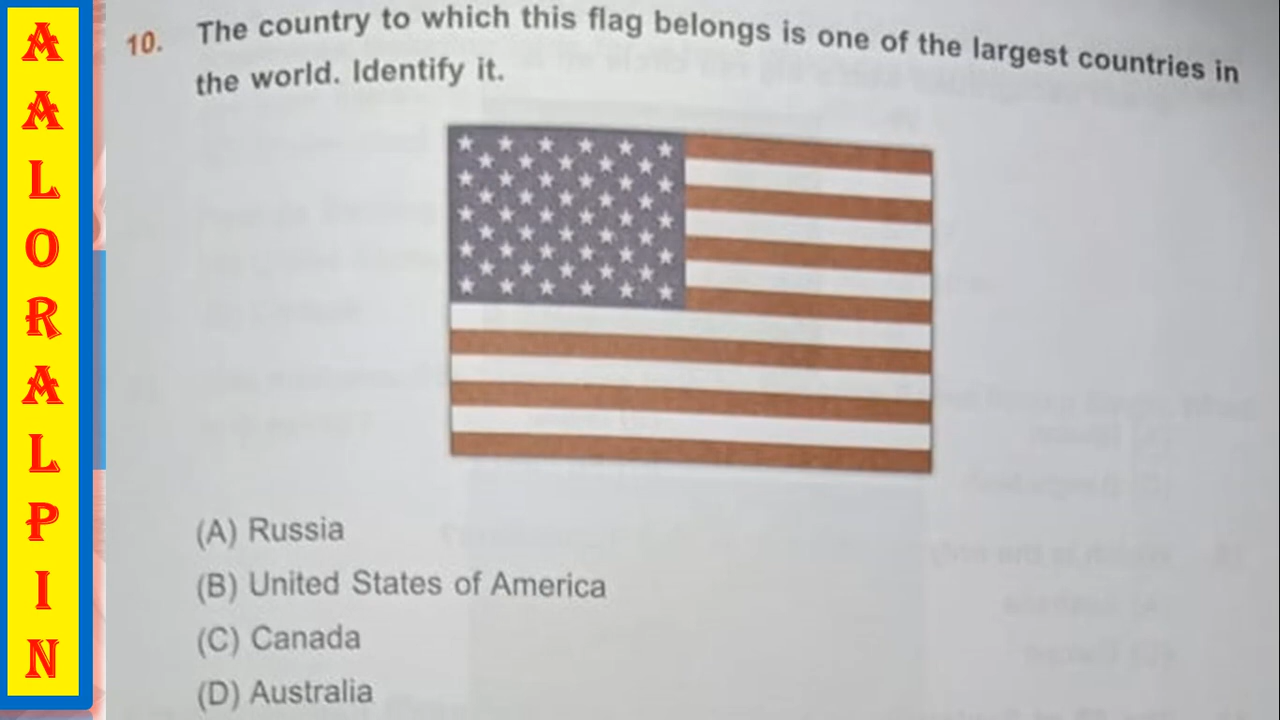 AALORALPIN
10. The country to which this flag belongs is one of the largest countries in
the world. Identify it.
(A) Russia
(B) United States of America
(C) Canada
(D) Australia